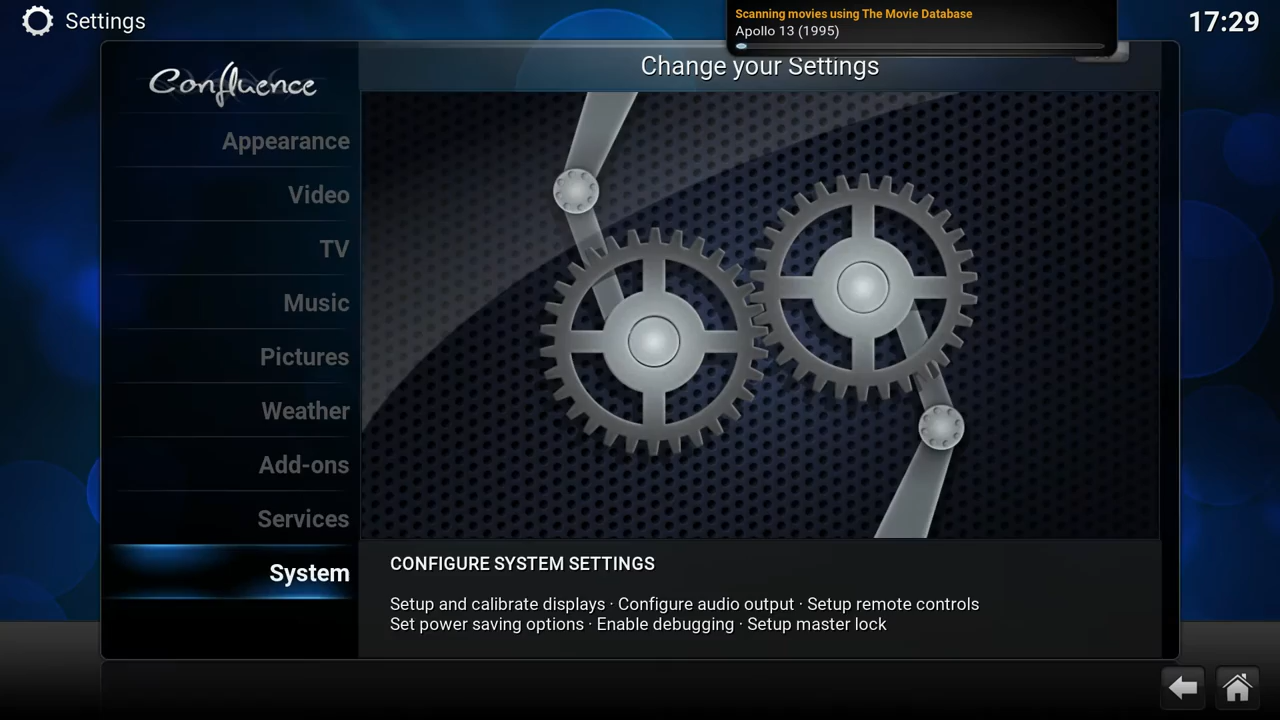 Settings
Scanning movies using The Movie Database
Apollo 13 (1995)
17:29
Confluence
Change your Settings
Appearance
Video
TV
Music
Pictures
Weather
Add-ons
Services
System
CONFIGURE SYSTEM SETTINGS
Setup and calibrate displays · Configure audio output · Setup remote controls
Set power saving options · Enable debugging · Setup master lock